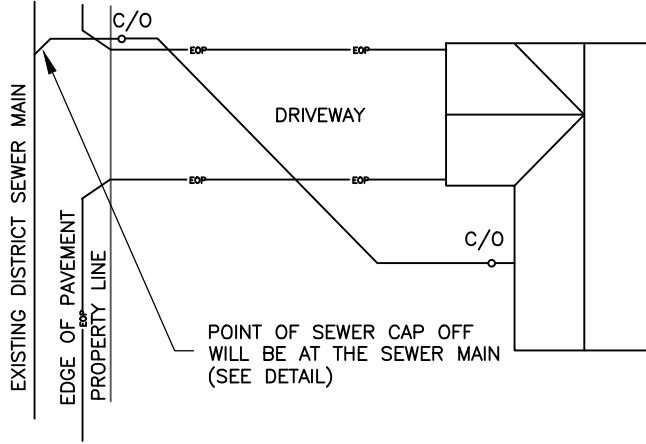 C/O
EOP
EOP
DRIVEWAY
EOP
EOP
C/O
EXISTING DISTRICT SEWER MAIN
EDGE OF PAVEMENT
EOP
PROPERTY LINE
POINT OF SEWER CAP OFF
WILL BE AT THE SEWER MAIN
(SEE DETAIL)